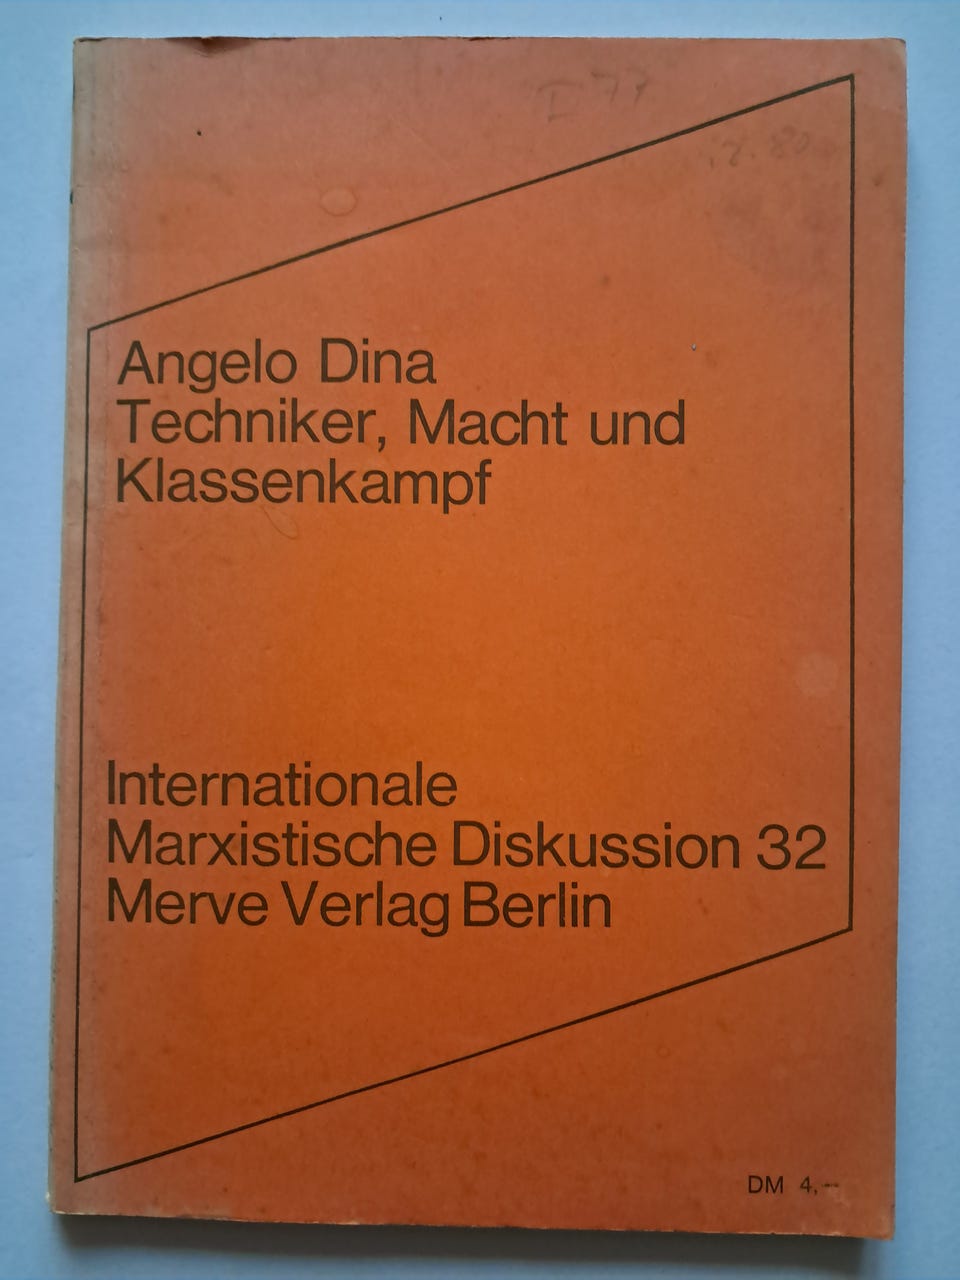 Angelo Dina
Techniker, Macht und
Klassenkampf
Internationale
Marxistische Diskussion 32
Merve Verlag Berlin
DM 4,--